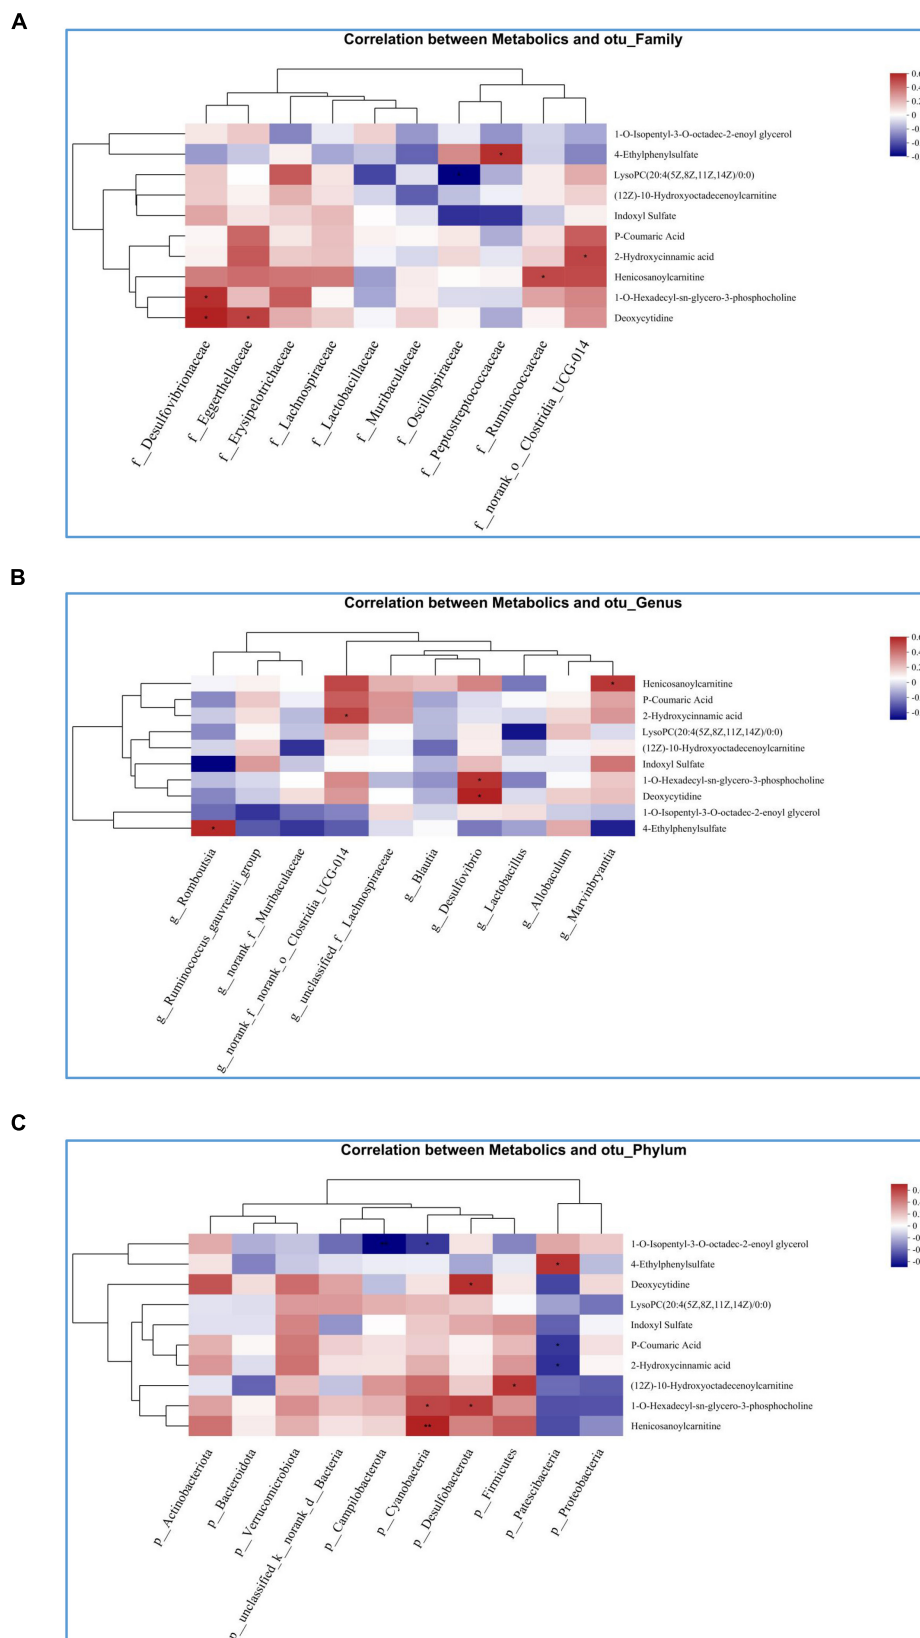 A
Correlation between Metabolics and otu_Family
1-O-Isopentyl-3-O-octadec-2-enoyl glycerol
4-Ethylphenylsulfate
LysoPC(20:4(5Z,8Z,11Z,14Z)/0:0)
(12Z)-10-Hydroxyoctadecenoylcarnitine
Indoxyl Sulfate
P-Coumaric Acid
2-Hydroxycinnamic acid
Henicosanoylcarnitine
1-O-Hexadecyl-sn-glycero-3-phosphocholine
Deoxycytidine
f__Desulfovibrionaceae
f__Eggerthellaceae
f__Erysipelotrichaceae
f__Lachnospiraceae
f__Lactobacillaceae
f__Muribaculaceae
f__Oscillospiraceae
f__Peptostreptococcaceae
f__Ruminococcaceae
f__norank_o__Clostridia_UCG-014
B
Correlation between Metabolics and otu_Genus
Henicosanoylcarnitine
P-Coumaric Acid
2-Hydroxycinnamic acid
LysoPC(20:4(5Z,8Z,11Z,14Z)/0:0)
(12Z)-10-Hydroxyoctadecenoylcarnitine
Indoxyl Sulfate
1-O-Hexadecyl-sn-glycero-3-phosphocholine
Deoxycytidine
1-O-Isopentyl-3-O-octadec-2-enoyl glycerol
4-Ethylphenylsulfate
g__Romboutsia
g__Ruminococcus_gauvreauii_group
g__norank_f__Muribaculaceae
g__norank_f__norank_o__Clostridia_UCG-014
g__unclassified_f__Lachnospiraceae
g__Blautia
g__Desulfovibrio
g__Lactobacillus
g__Allobaculum
g__Marvinbryantia
C
Correlation between Metabolics and otu_Phylum
1-O-Isopentyl-3-O-octadec-2-enoyl glycerol
4-Ethylphenylsulfate
Deoxycytidine
LysoPC(20:4(5Z,8Z,11Z,14Z)/0:0)
Indoxyl Sulfate
P-Coumaric Acid
2-Hydroxycinnamic acid
(12Z)-10-Hydroxyoctadecenoylcarnitine
1-O-Hexadecyl-sn-glycero-3-phosphocholine
Henicosanoylcarnitine
p__Actinobacteriota
p__Bacteroidota
p__Verrucomicrobiota
p__unclassified_k__norank_d__Bacteria
p__Campilobacterota
p__Cyanobacteria
p__Desulfobacterota
p__Firmicutes
p__Patescibacteria
p__Proteobacteria